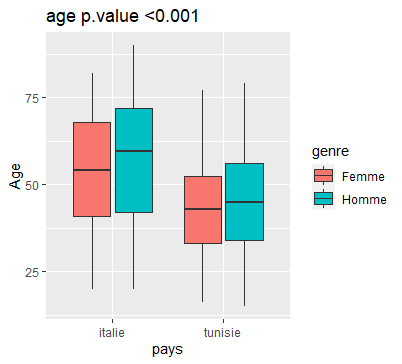 age p.value <0.001
Age
75
50
25
italie
tunisie
pays
genre
Femme
Homme